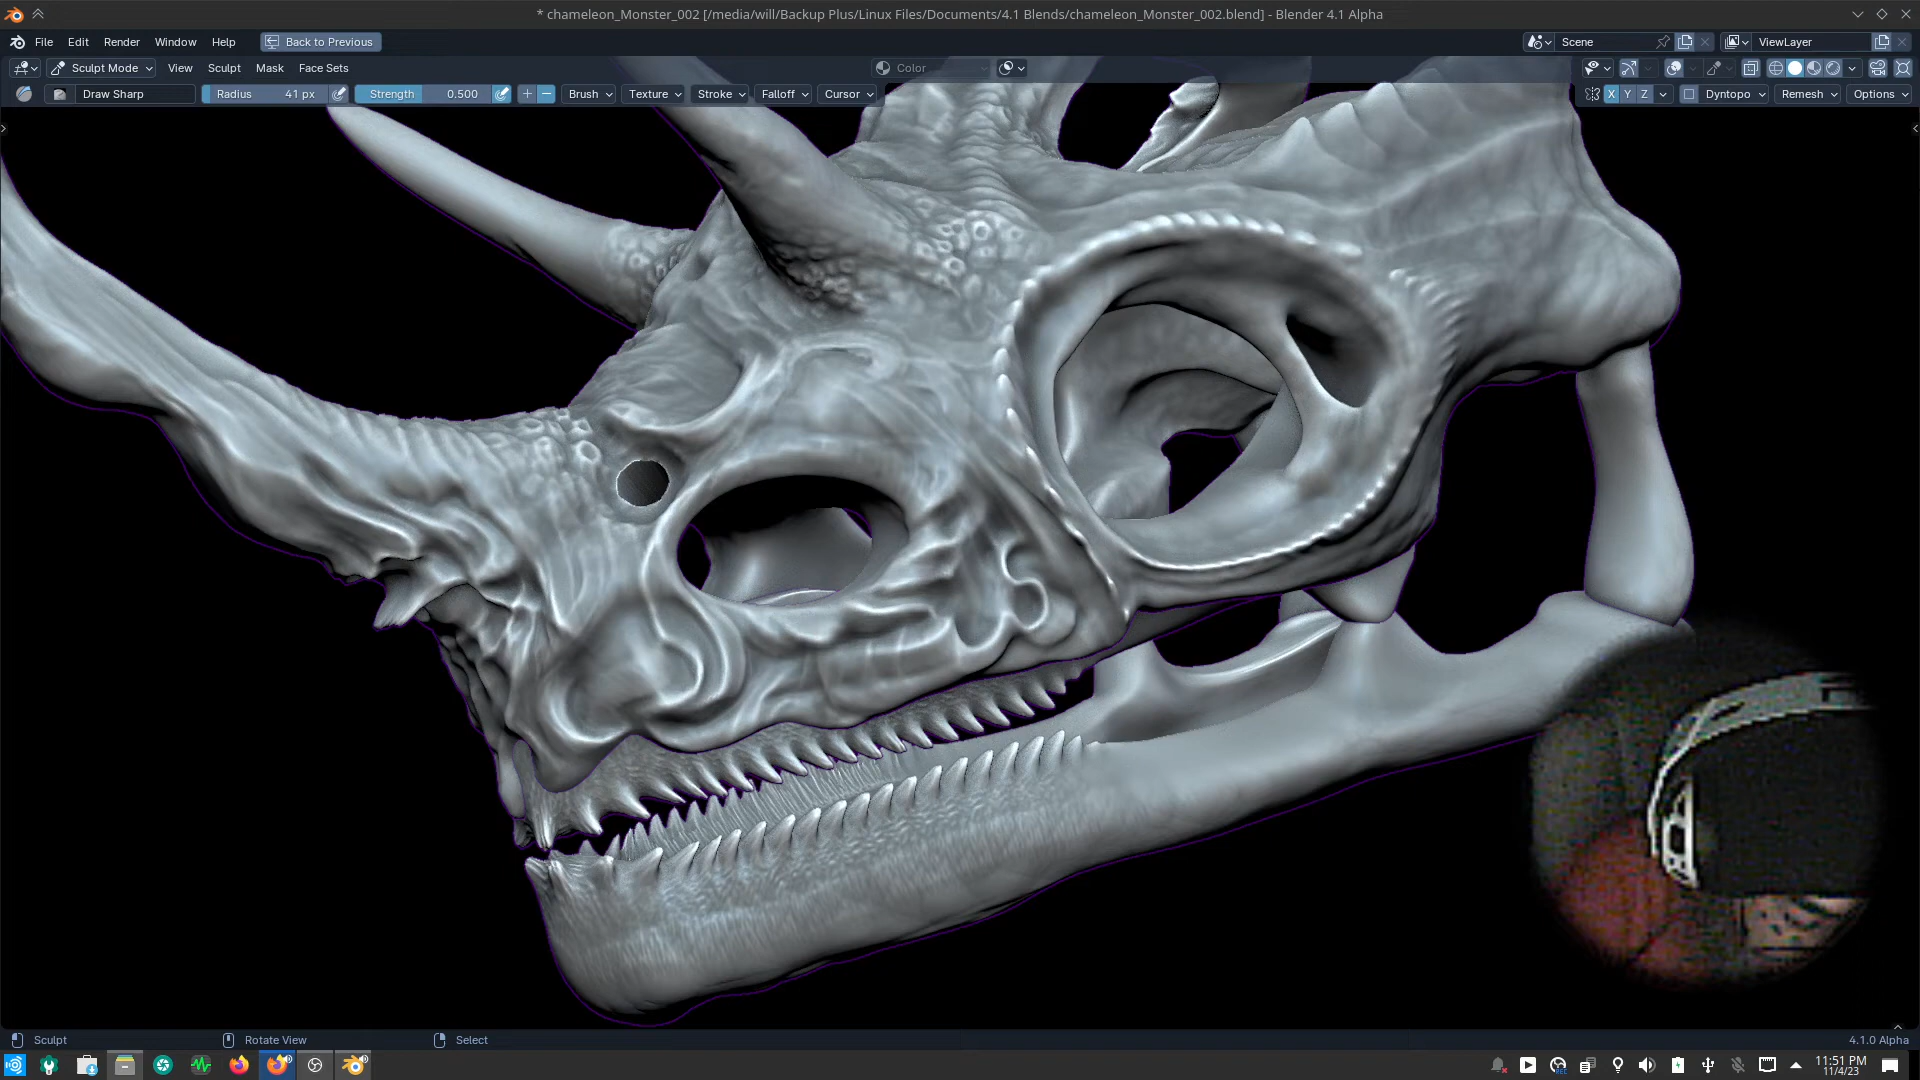 * chameleon_Monster_002 [/media/will/Backup Plus/Linux Files/Documents/4.1 Blends/chameleon_Monster_002.blend] - Blender 4.1 Alpha
File Edit Render Window Help Back to Previous Scene ViewLayer
Sculpt Mode View Sculpt Mask Face Sets Color
Draw Sharp Radius 41 px Strength 0.500 Brush Texture Stroke Falloff Cursor X Y Z Dyntopo Remesh Options
Sculpt Rotate View Select 4.1.0 Alpha
11:51 PM
11/4/23